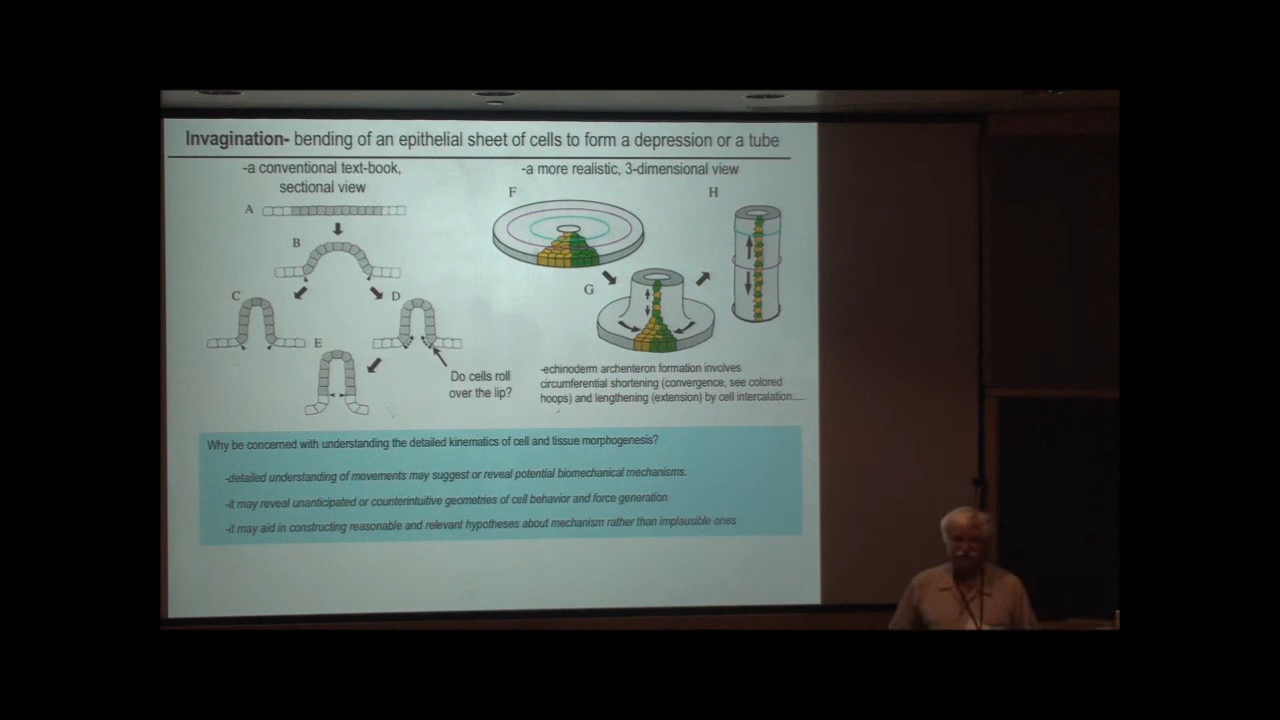 Invagination- bending of an epithelial sheet of cells to form a depression or a tube
-a conventional text-book,
sectional view
-a more realistic, 3-dimensional view
A
B
C
D
E
Do cells roll
over the lip?
F
G
H
-echinoderm archenteron formation involves
circumferential shortening (convergence, see colored
hoops) and lengthening (extension) by cell intercalation.
Why be concerned with understanding the detailed kinematics of cell and tissue morphogenesis?
-detailed understanding of movements may suggest or reveal potential biomechanical mechanisms.
-it may reveal unanticipated or counterintuitive geometries of cell behavior and force generation
-it may aid in constructing reasonable and relevant hypotheses about mechanism rather than implausible ones